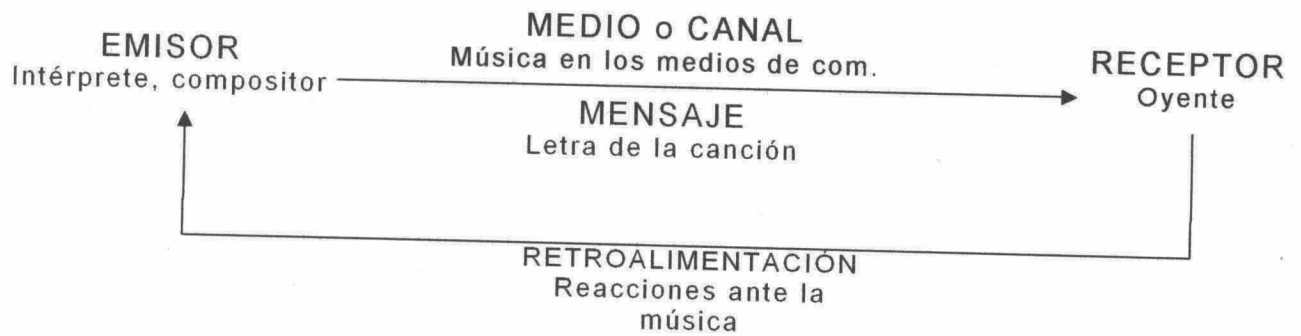 EMISOR
Intérprete, compositor
MEDIO o CANAL
Música en los medios de com.
MENSAJE
Letra de la canción
RECEPTOR
Oyente
RETROALIMENTACIÓN
Reacciones ante la
música